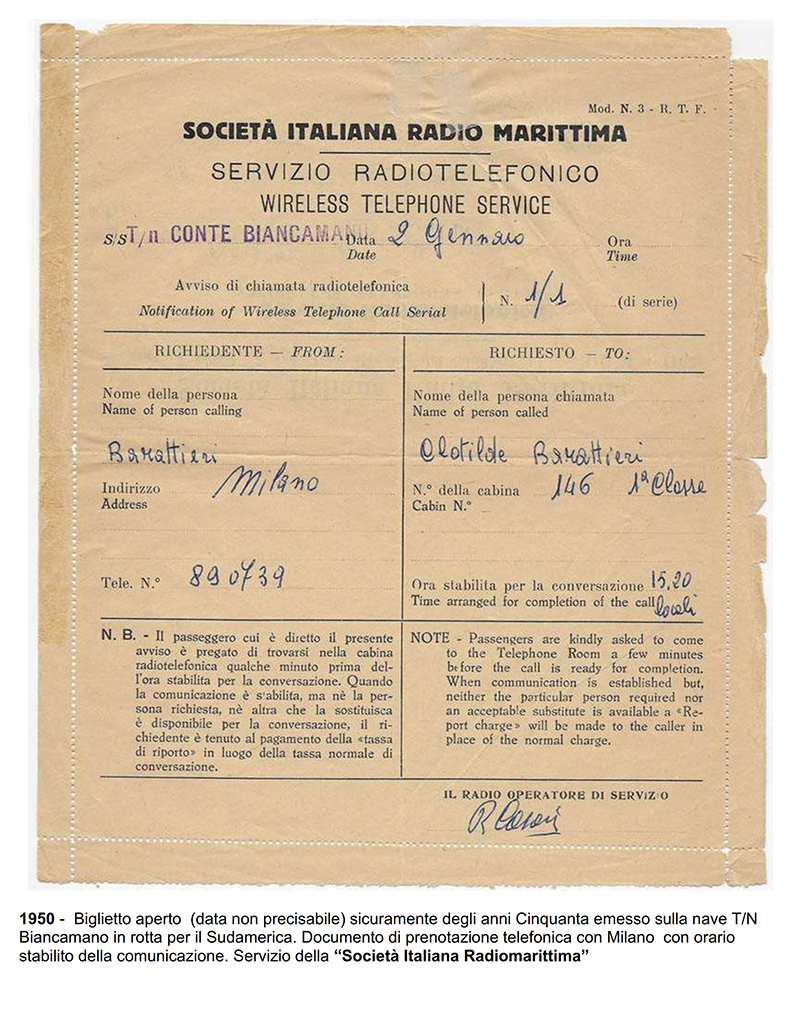 Mod. N. 3 - R. T. F.
SOCIETÀ ITALIANA RADIO MARITTIMA
SERVIZIO RADIOTELEFONICO
WIRELESS TELEPHONE SERVICE
S/S T/n CONTE BIANCAMANO Data 2 Gennaio Ora
Date Time
Avviso di chiamata radiotelefonica
Notification of Wireless Telephone Call Serial
N. 1/1 (di serie)
RICHIEDENTE — FROM:
Nome della persona
Name of person calling
Barattieri
Indirizzo Milano
Address
Tele. N.° 890739
RICHIESTO — TO:
Nome della persona chiamata
Name of person called
Clotilde Barattieri
N.° della cabina 146 1ª Classe
Cabin N.°
Ora stabilita per la conversazione 15,20
Time arranged for completion of the call locali
N. B. - Il passeggero cui è diretto il presente
avviso è pregato di trovarsi nella cabina
radiotelefonica qualche minuto prima del-
l'ora stabilita per la conversazione. Quando
la comunicazione è s'abilita, ma nè la per-
sona richiesta, nè altra che la sostituisca
è disponibile per la conversazione, il ri-
chiedente è tenuto al pagamento della «tassa
di riporto» in luogo della tassa normale di
conversazione.
NOTE - Passengers are kindly asked to come
to the Telephone Room a few minutes
before the call is ready for completion.
When communication is established but,
neither the particular person required nor
an acceptable substitute is available a «Re-
port charge» will be made to the caller in
place of the normal charge.
IL RADIO OPERATORE DI SERVIZIO
1950 - Biglietto aperto (data non precisabile) sicuramente degli anni Cinquanta emesso sulla nave T/N
Biancamano in rotta per il Sudamerica. Documento di prenotazione telefonica con Milano con orario
stabilito della comunicazione. Servizio della “Società Italiana Radiomarittima”